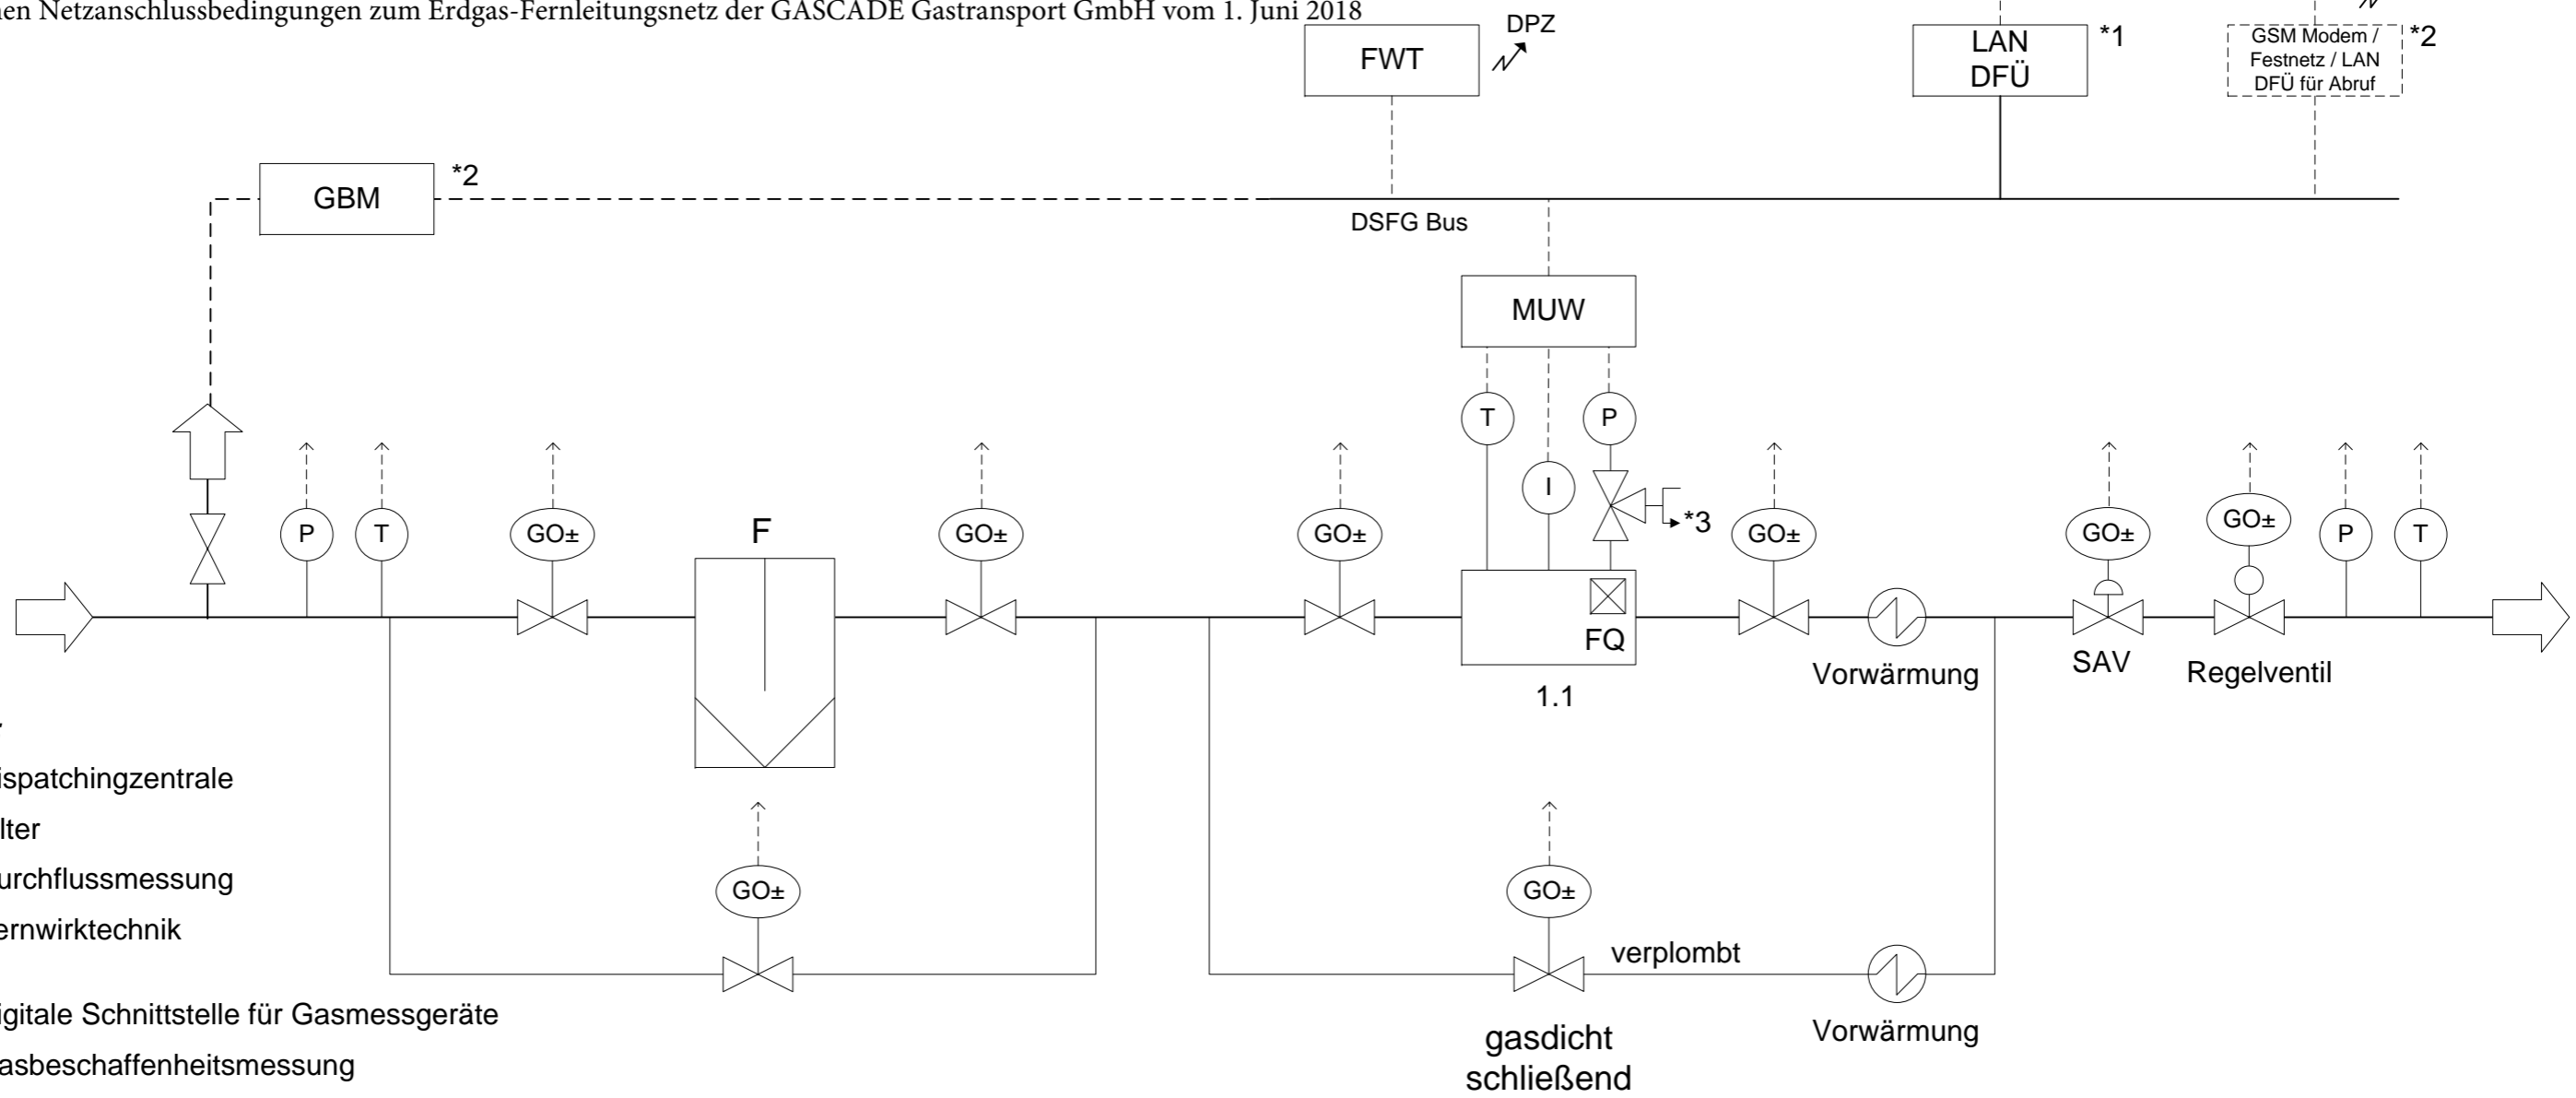 Netzanschlussbedingungen zum Erdgas-Fernleitungsnetz der GASCADE Gastransport GmbH vom 1. Juni 2018
FWT
DPZ
LAN
DFÜ
*1
GSM Modem /
Festnetz / LAN
DFÜ für Abruf
*2
GBM
*2
DSFG Bus
MUW
T
P
I
*3
P
T
GO±
F
GO±
GO±
GO±
GO±
GO±
P
T
FQ
1.1
Vorwärmung
SAV
Regelventil
GO±
GO±
verplombt
gasdicht
schließend
Vorwärmung
ispatchingzentrale
lter
urchflussmessung
ernwirktechnik
igitale Schnittstelle für Gasmessgeräte
asbeschaffenheitsmessung